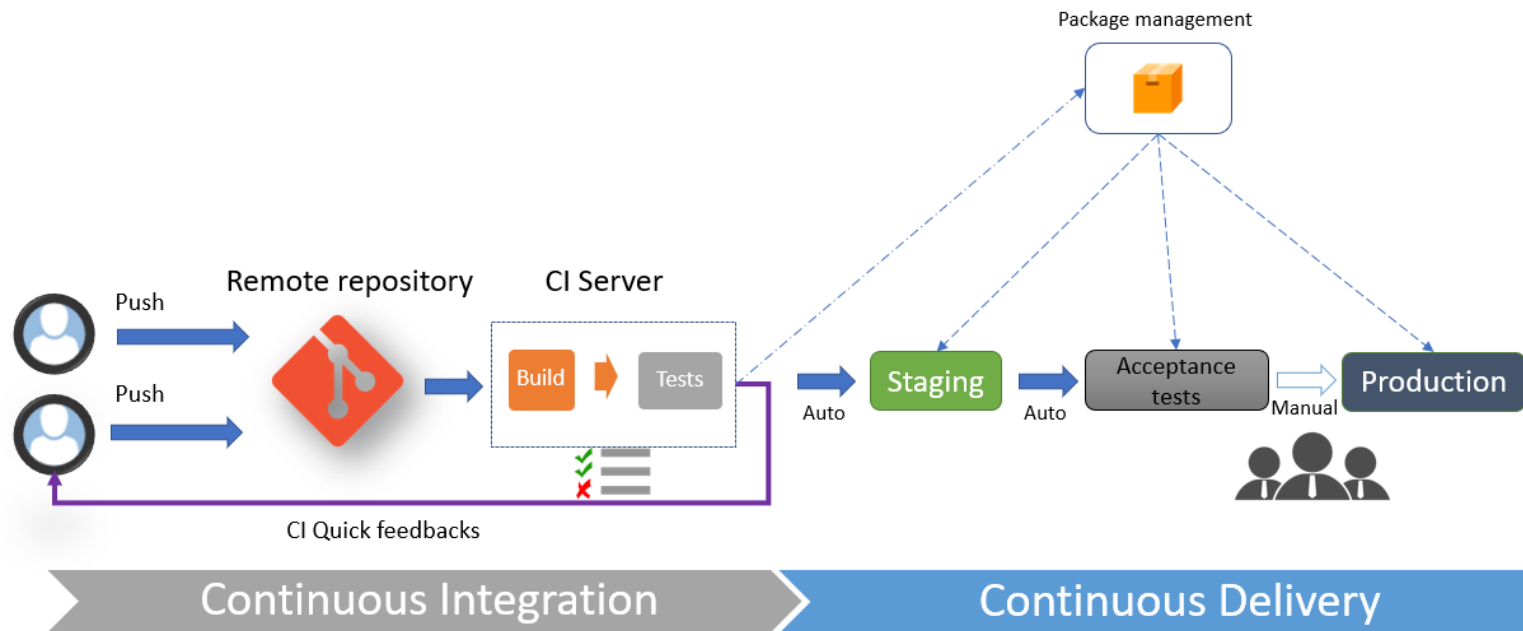 Package management
Remote repository
CI Server
Push
Build
Tests
Push
Staging
Acceptance
tests
Production
Auto
Auto
Manual
CI Quick feedbacks
Continuous Integration
Continuous Delivery